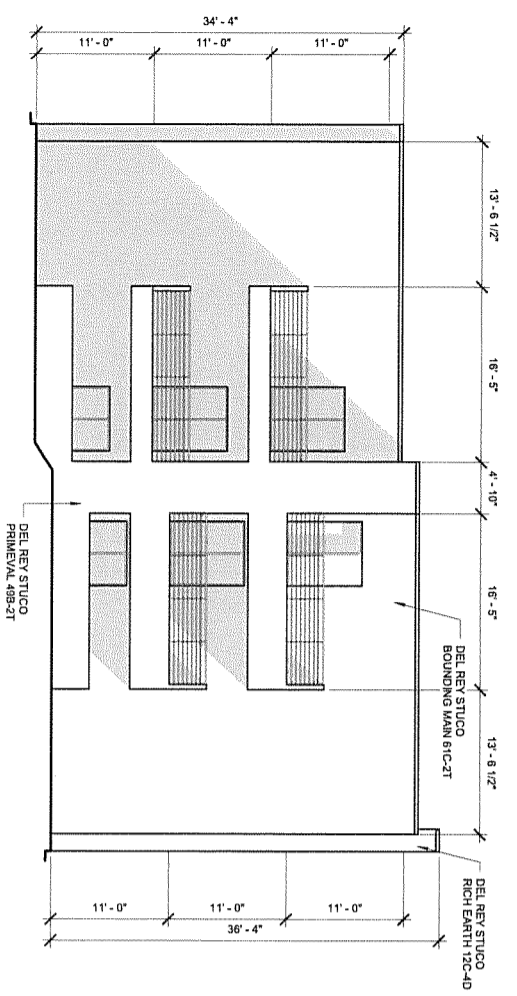 34' - 4"
11' - 0"
11' - 0"
11' - 0"
13' - 6 1/2"
16' - 5"
4' - 10"
16' - 5"
13' - 6 1/2"
DEL REY STUCO
PRIMEVAL 49B-2T
DEL REY STUCO
BOUNDING MAIN 61C-2T
DEL REY STUCO
RICH EARTH 12C-4D
11' - 0"
11' - 0"
11' - 0"
36' - 4"